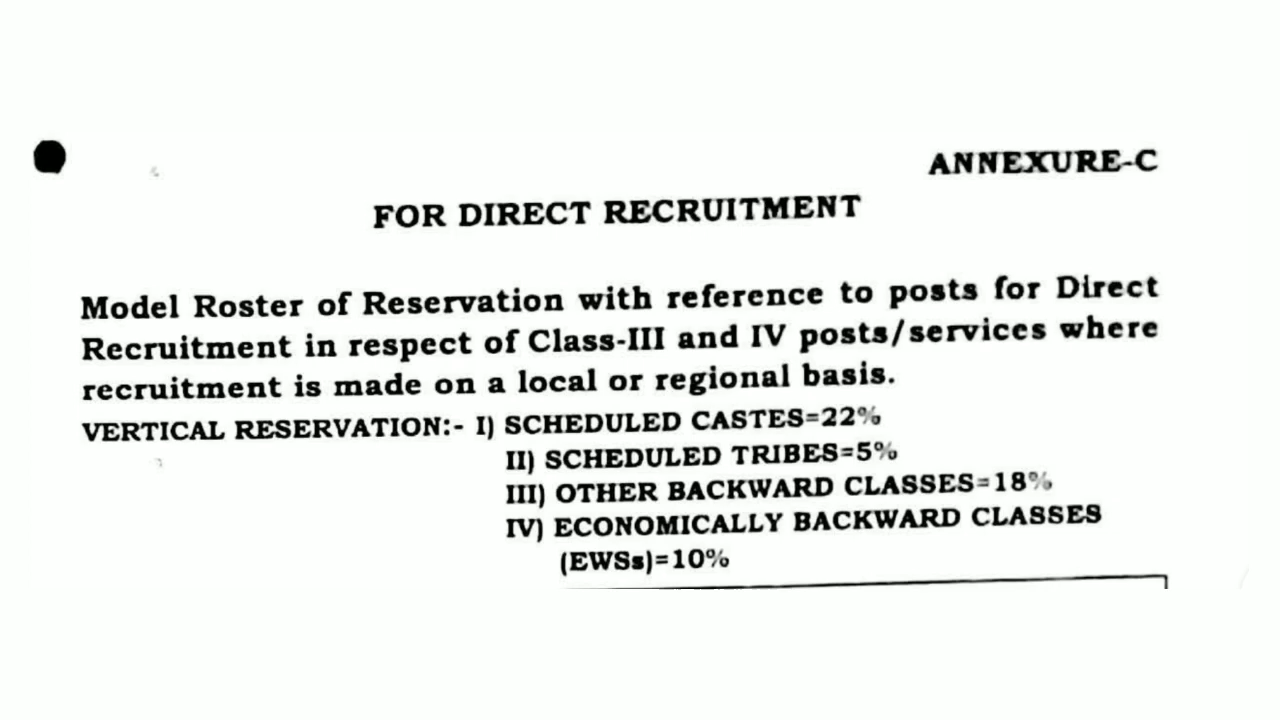 ANNEXURE-C
FOR DIRECT RECRUITMENT
Model Roster of Reservation with reference to posts for Direct
Recruitment in respect of Class-III and IV posts/services where
recruitment is made on a local or regional basis.
VERTICAL RESERVATION:- I) SCHEDULED CASTES=22%
II) SCHEDULED TRIBES=5%
III) OTHER BACKWARD CLASSES=18%
IV) ECONOMICALLY BACKWARD CLASSES
(EWSs)=10%